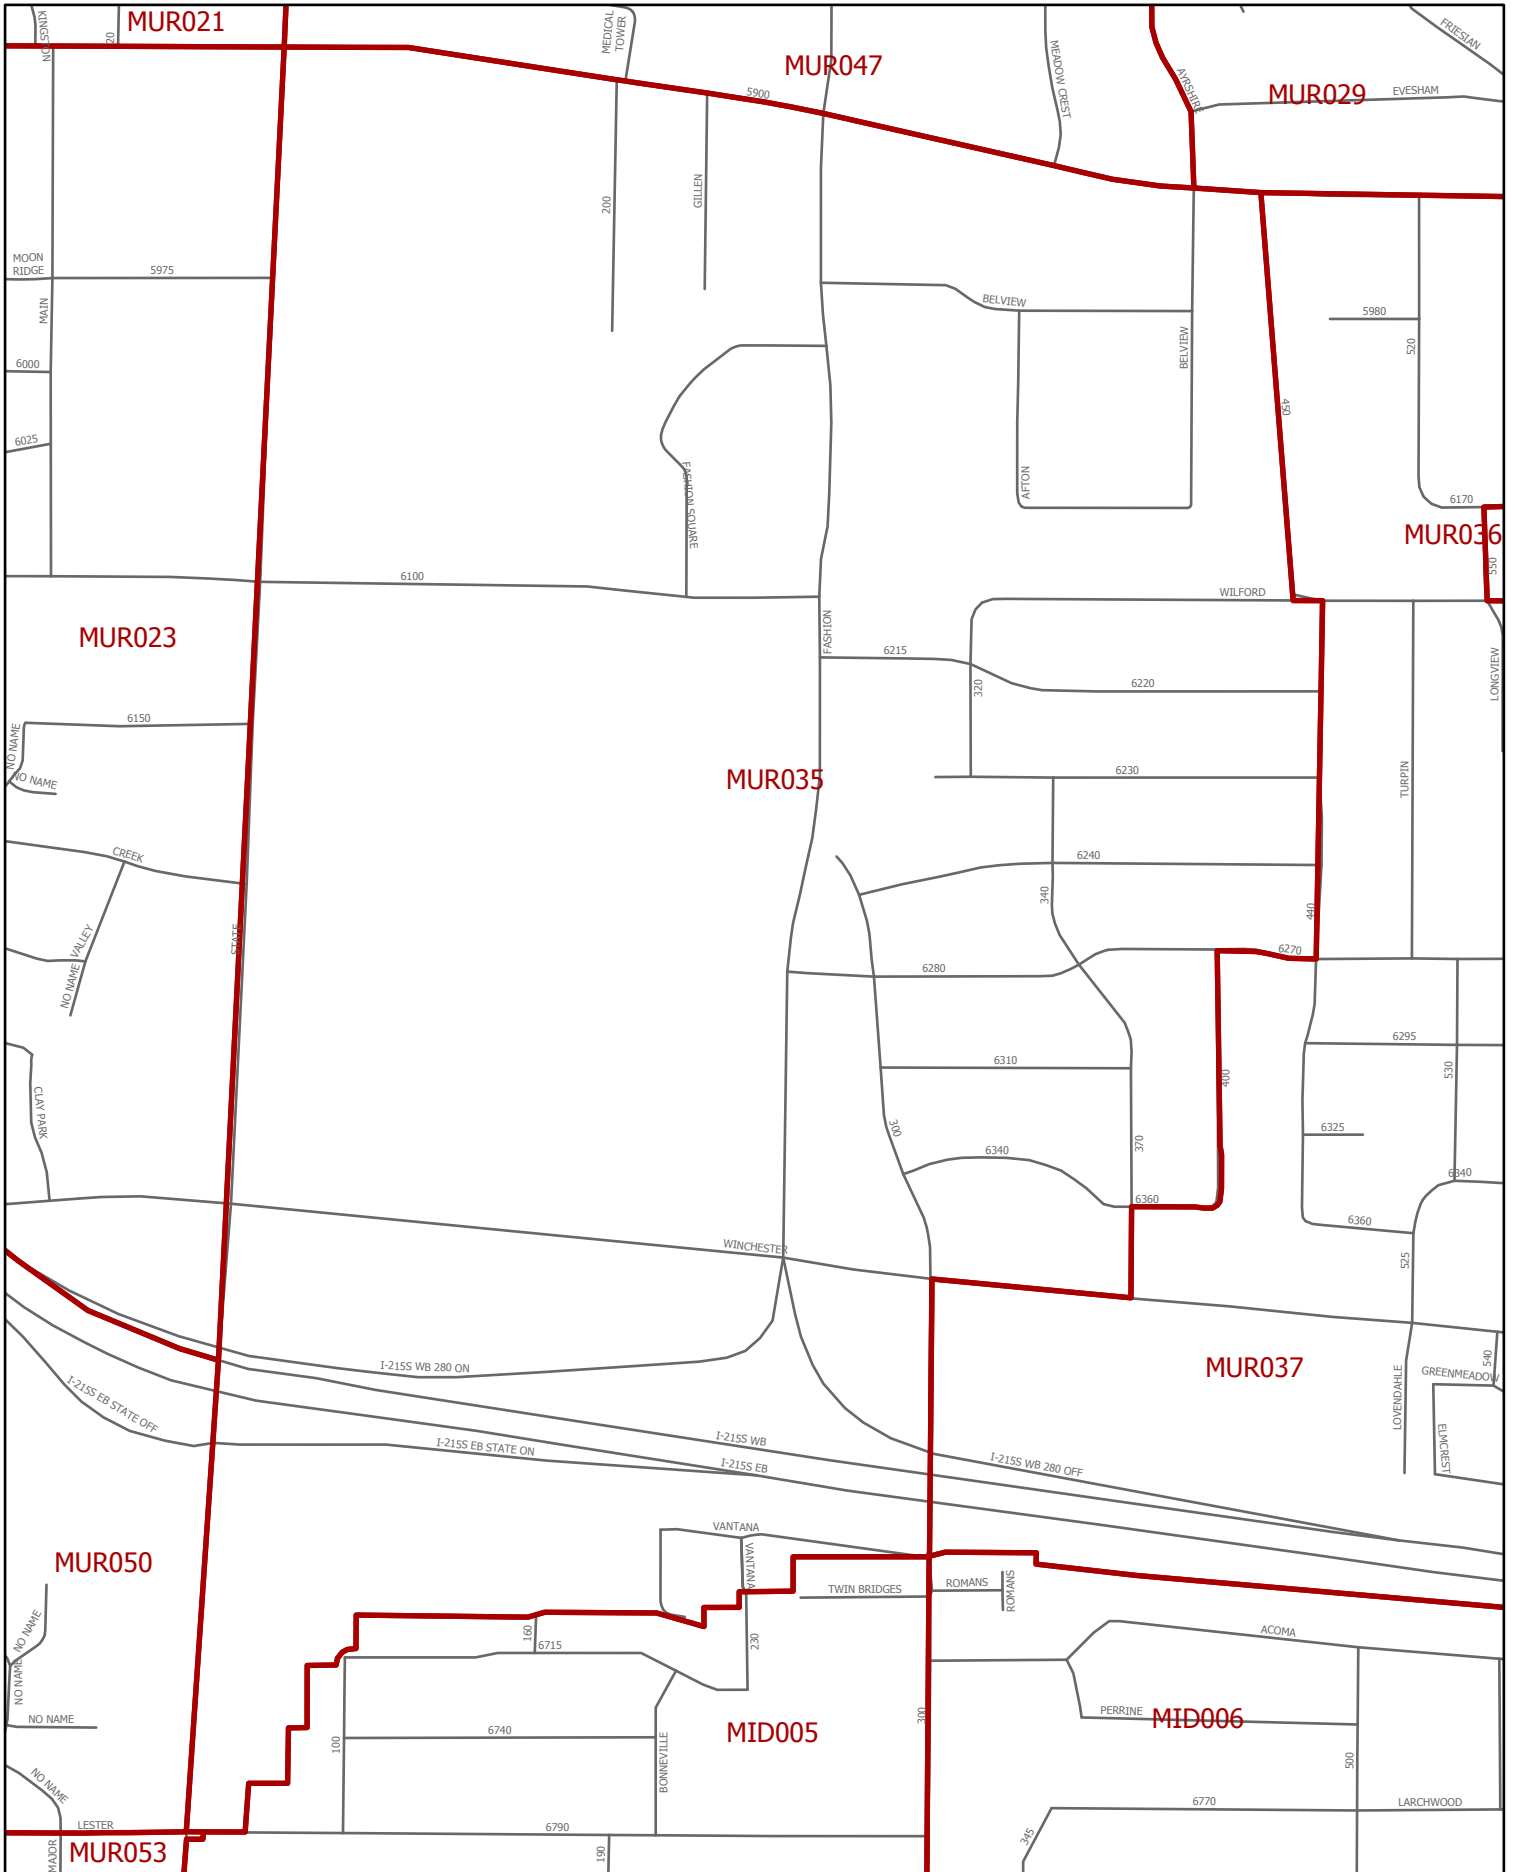 KINGSTON
20
MUR021
MEDICAL
TOWER
MUR047
5900
MEADOW CREST
AYRSHIRE
MUR029
EVESHAM
FRIESIAN
200
GILLEN
MOON
RIDGE
5975
MAIN
6000
6025
BELVIEW
BELVIEW
AFTON
450
5980
520
6170
MUR036
550
FASHION SQUARE
6100
WILFORD
MUR023
FASHION
6215
320
6220
LONGVIEW
6150
NO NAME
NO NAME
MUR035
6230
TURPIN
CREEK
6240
340
440
VALLEY
NO NAME
STATE
6280
6270
6310
400
6295
530
CLAY PARK
300
6340
370
6325
6340
6360
6360
525
WINCHESTER
I-215S WB 280 ON
I-215S EB STATE OFF
I-215S EB STATE ON
I-215S WB
I-215S EB
I-215S WB 280 OFF
MUR037
LOVENDAHLE
GREENMEADOW
540
ELMCREST
MUR050
VANTANA
VANTANA
TWIN BRIDGES
ROMANS
ROMANS
NO NAME
NO NAME
NO NAME
160
6715
230
ACOMA
6740
100
BONNEVILLE
MID005
300
PERRINE
MID006
500
NO NAME
LESTER
MAJOR
MUR053
6790
190
345
6770
LARCHWOOD